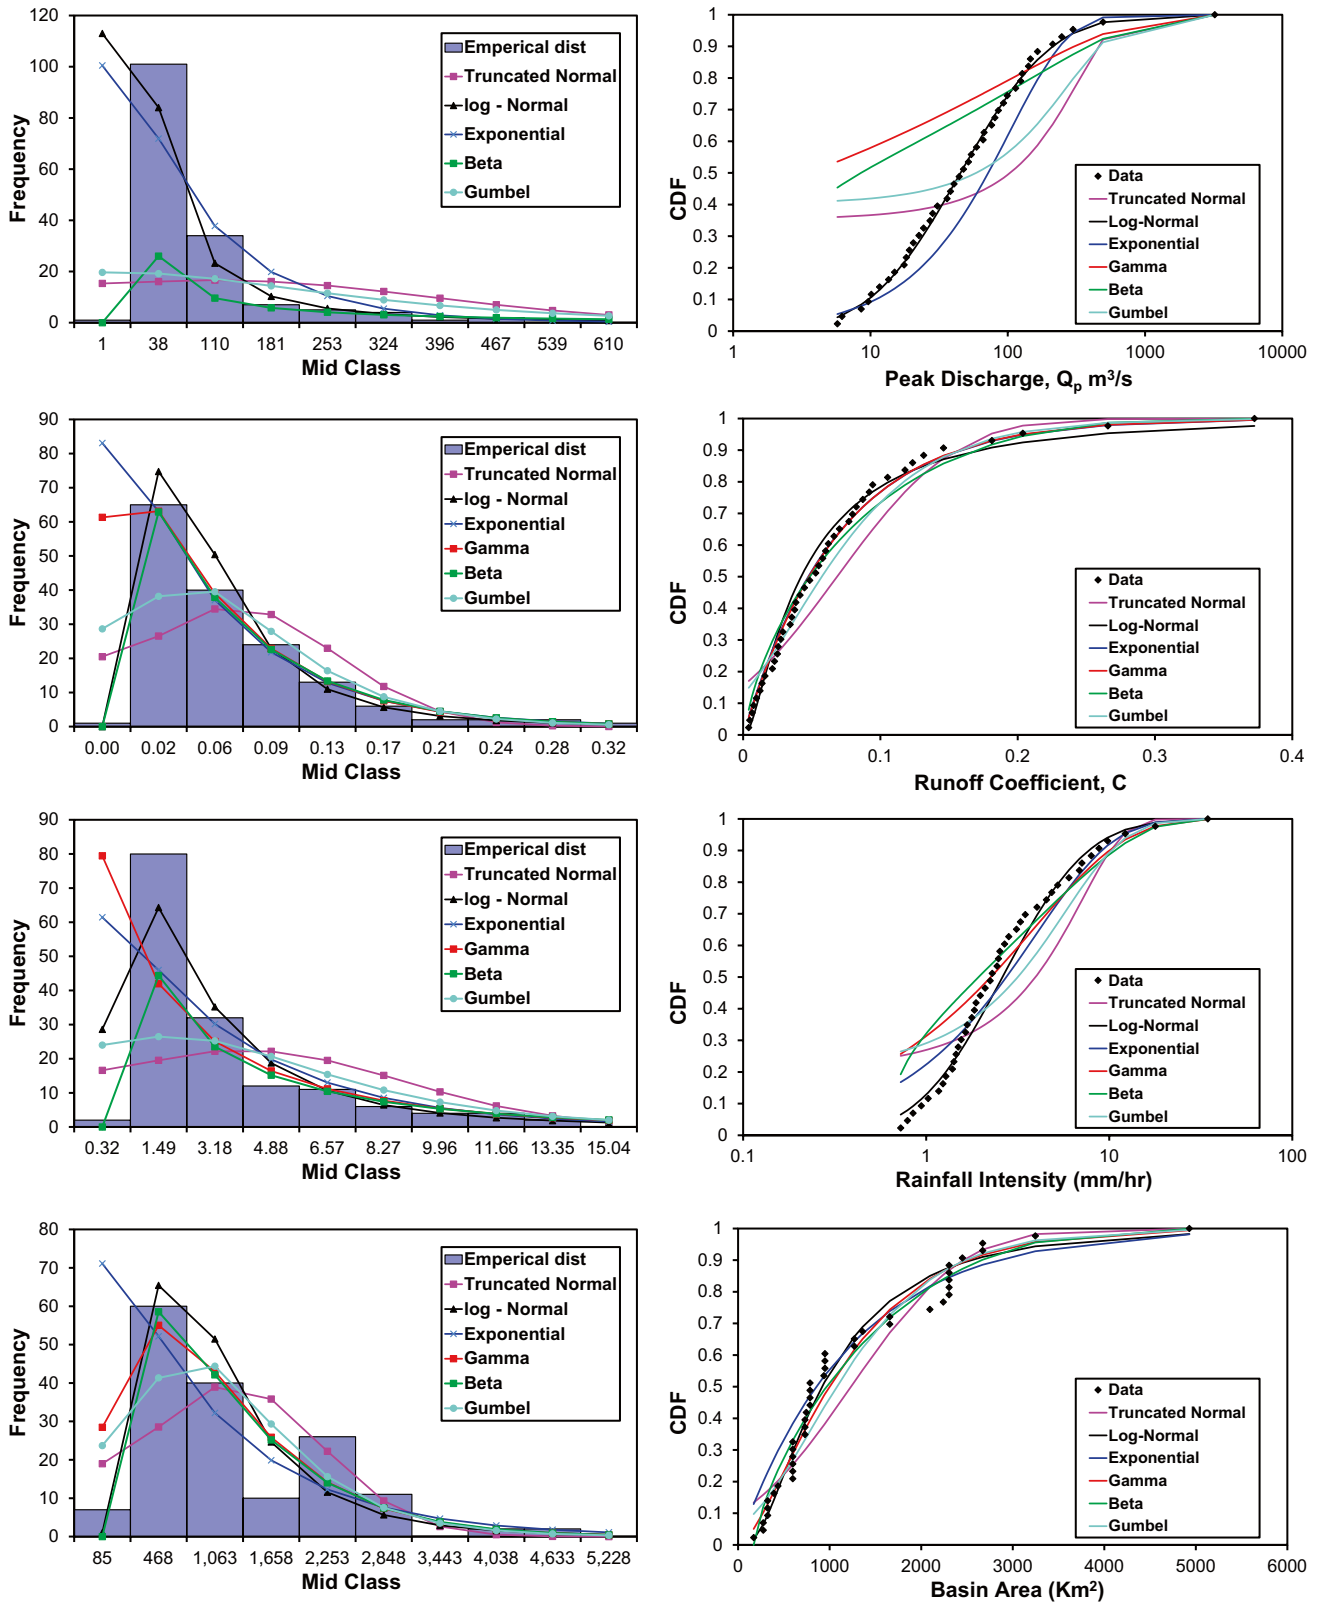 120
100
80
60
40
20
0
Frequency
1 38 110 181 253 324 396 467 539 610
Mid Class
Emperical dist
Truncated Normal
log - Normal
Exponential
Beta
Gumbel
1
0.9
0.8
0.7
0.6
0.5
0.4
0.3
0.2
0.1
0
CDF
1 10 100 1000 10000
Peak Discharge, Qp m³/s
Data
Truncated Normal
Log-Normal
Exponential
Gamma
Beta
Gumbel
90
80
70
60
50
40
30
20
10
0
Frequency
0.00 0.02 0.06 0.09 0.13 0.17 0.21 0.24 0.28 0.32
Mid Class
Emperical dist
Truncated Normal
log - Normal
Exponential
Gamma
Beta
Gumbel
1
0.9
0.8
0.7
0.6
0.5
0.4
0.3
0.2
0.1
0
CDF
0 0.1 0.2 0.3 0.4
Runoff Coefficient, C
Data
Truncated Normal
Log-Normal
Exponential
Gamma
Beta
Gumbel
90
80
70
60
50
40
30
20
10
0
Frequency
0.32 1.49 3.18 4.88 6.57 8.27 9.96 11.66 13.35 15.04
Mid Class
Emperical dist
Truncated Normal
log - Normal
Exponential
Gamma
Beta
Gumbel
1
0.9
0.8
0.7
0.6
0.5
0.4
0.3
0.2
0.1
0
CDF
0.1 1 10 100
Rainfall Intensity (mm/hr)
Data
Truncated Normal
Log-Normal
Exponential
Gamma
Beta
Gumbel
80
70
60
50
40
30
20
10
0
Frequency
85 468 1,063 1,658 2,253 2,848 3,443 4,038 4,633 5,228
Mid Class
Emperical dist
Truncated Normal
log - Normal
Exponential
Gamma
Beta
Gumbel
1
0.9
0.8
0.7
0.6
0.5
0.4
0.3
0.2
0.1
0
CDF
0 1000 2000 3000 4000 5000 6000
Basin Area (Km²)
Data
Truncated Normal
Log-Normal
Exponential
Gamma
Beta
Gumbel